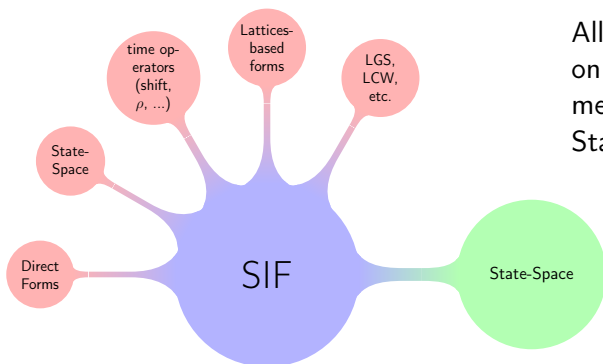 Lattices-
based
forms
time op-
erators
(shift,
ρ, ...)
LGS,
LCW,
etc.
All
on
me
Sta
State-
Space
Direct
Forms
SIF
State-Space